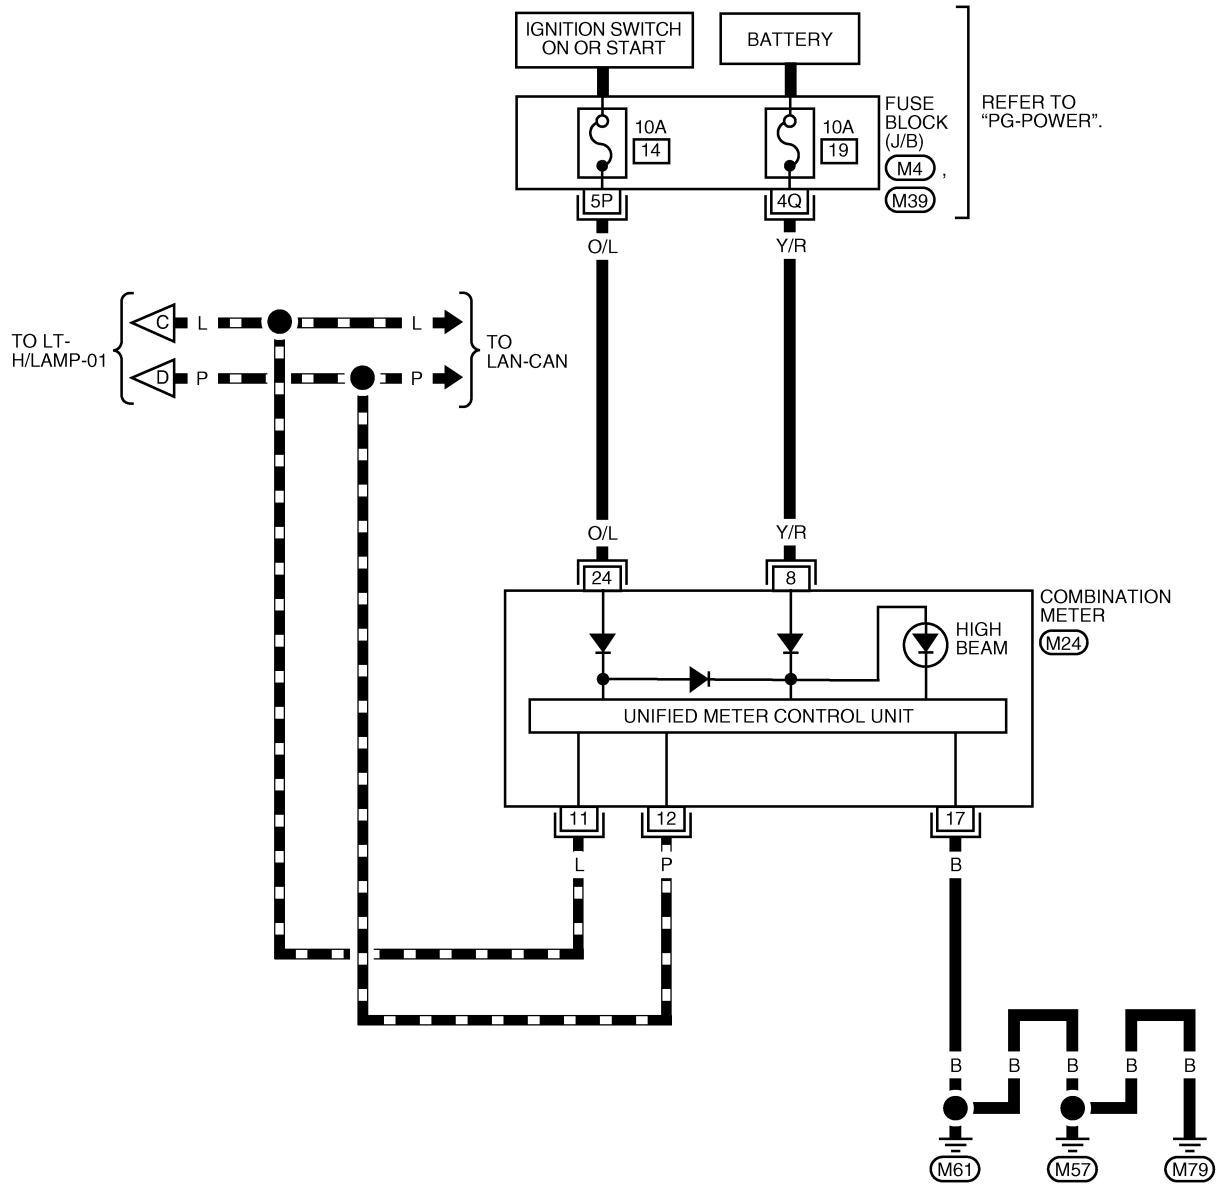 IGNITION SWITCH
ON OR START
BATTERY
FUSE
BLOCK
(J/B)
M4 ,
M39
REFER TO
“PG-POWER”.
10A
14
10A
19
5P
4Q
O/L
Y/R
TO LT-
H/LAMP-01
C
L
L
D
P
P
TO
LAN-CAN
O/L
Y/R
24
8
COMBINATION
METER
M24
HIGH
BEAM
UNIFIED METER CONTROL UNIT
11
12
17
L
P
B
B
B
B
B
B
M61
M57
M79